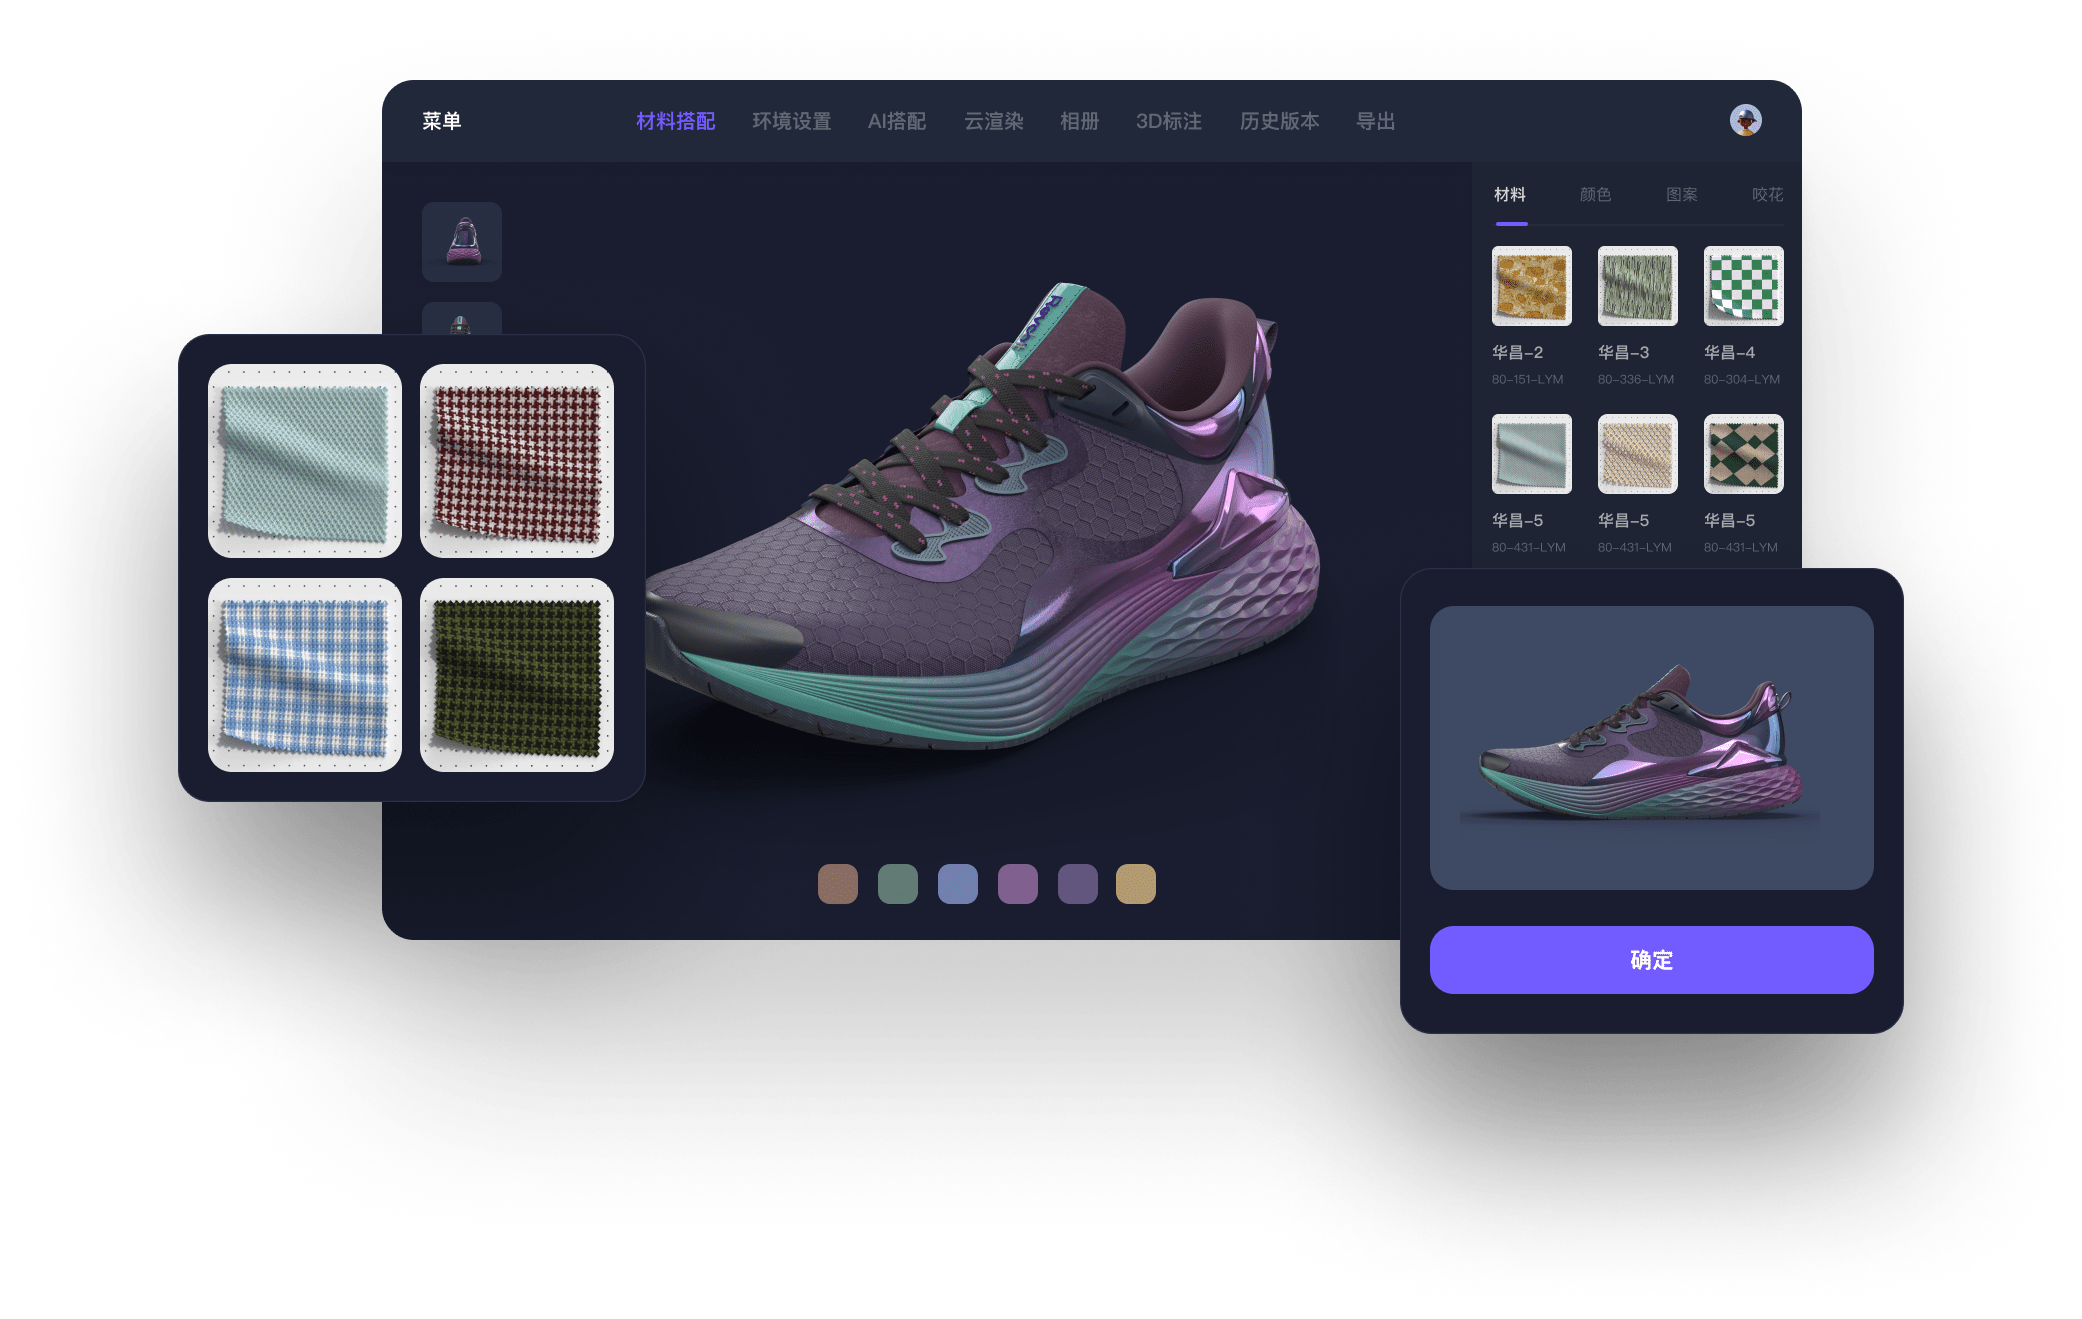 菜单
材料搭配 环境设置 AI搭配 云渲染 相册 3D标注 历史版本 导出
材料 颜色 图案 咬花
华昌-2 华昌-3 华昌-4
80-151-LYM 80-336-LYM 80-304-LYM
华昌-5 华昌-5 华昌-5
80-431-LYM 80-431-LYM 80-431-LYM
确定